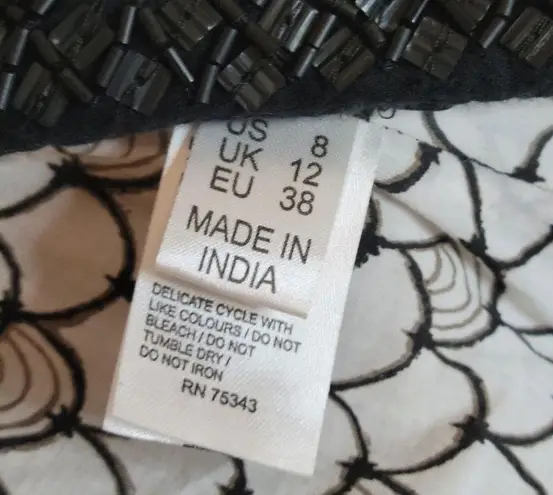 US 8
UK 12
EU 38
MADE IN
INDIA
DELICATE CYCLE WITH
LIKE COLOURS / DO NOT
BLEACH / DO NOT
TUMBLE DRY /
DO NOT IRON
RN 75343